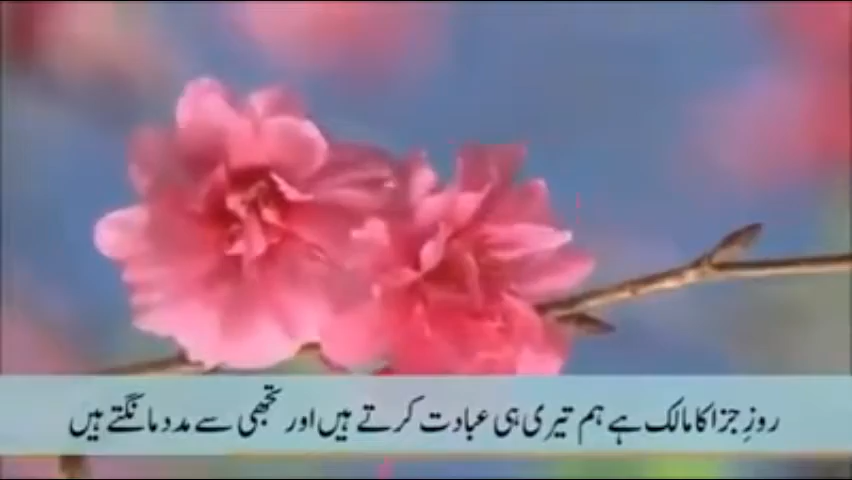 روزِ جزا کا مالک ہے ہم تیری ہی عبادت کرتے ہیں اور تجھی سے مدد مانگتے ہیں